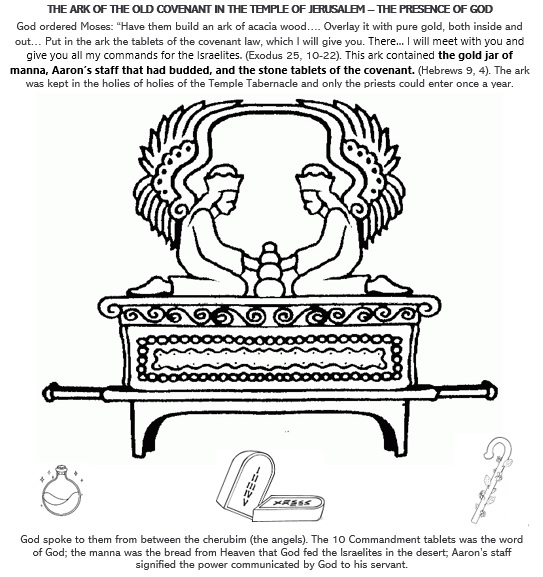 THE ARK OF THE OLD COVENANT IN THE TEMPLE OF JERUSALEM – THE PRESENCE OF GOD
God ordered Moses: “Have them build an ark of acacia wood…. Overlay it with pure gold, both inside and
out… Put in the ark the tablets of the covenant law, which I will give you. There… I will meet with you and
give you all my commands for the Israelites. (Exodus 25, 10-22). This ark contained the gold jar of
manna, Aaron´s staff that had budded, and the stone tablets of the covenant. (Hebrews 9, 4). The ark
was kept in the holies of holies of the Temple Tabernacle and only the priests could enter once a year.
God spoke to them from between the cherubim (the angels). The 10 Commandment tablets was the word
of God; the manna was the bread from Heaven that God fed the Israelites in the desert; Aaron’s staff
signified the power communicated by God to his servant.